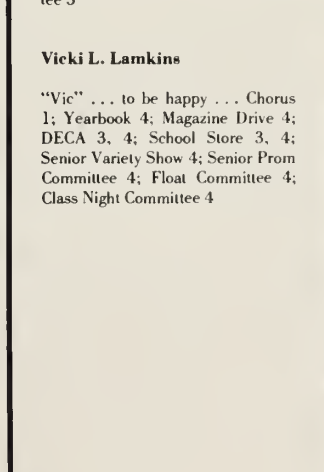 tee 3
Vicki L. Lamkins
"Vic" ... to be happy ... Chorus
1; Yearbook 4; Magazine Drive 4;
DECA 3, 4; School Store 3, 4;
Senior Variety Show 4; Senior Prom
Committee 4; Float Committee 4;
Class Night Committee 4